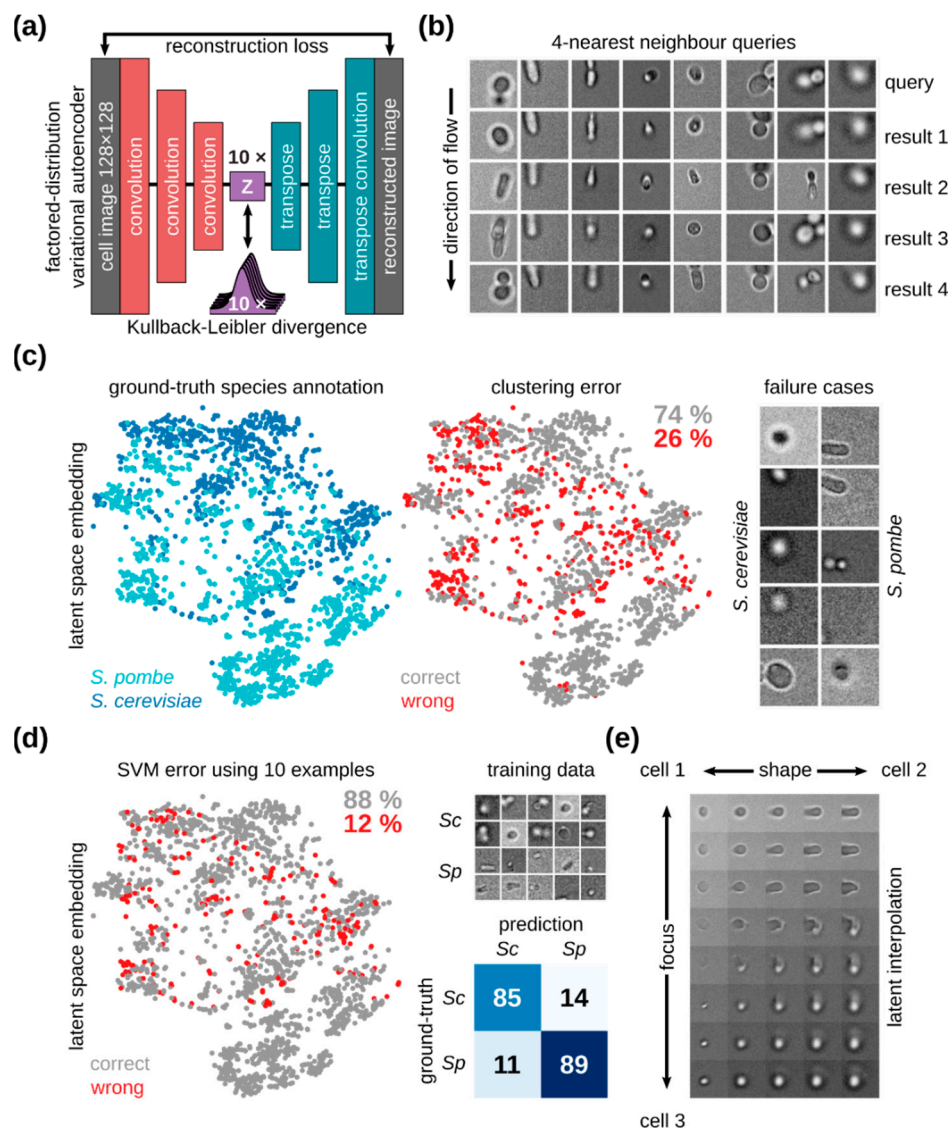 (a)
reconstruction loss
factored-distribution
variational autoencoder
cell image 128×128
convolution
convolution
convolution
10 ×
Z
transpose
transpose
transpose convolution
reconstructed image
10 ×
Kullback-Leibler divergence
(b)
4-nearest neighbour queries
direction of flow
query
result 1
result 2
result 3
result 4
(c)
ground-truth species annotation
latent space embedding
S. pombe
S. cerevisiae
clustering error
74 %
26 %
correct
wrong
failure cases
S. cerevisiae
S. pombe
(d)
SVM error using 10 examples
88 %
12 %
latent space embedding
correct
wrong
training data
Sc
Sp
prediction
Sc Sp
ground-truth
Sc 85 14
Sp 11 89
(e)
cell 1 shape cell 2
focus
latent interpolation
cell 3